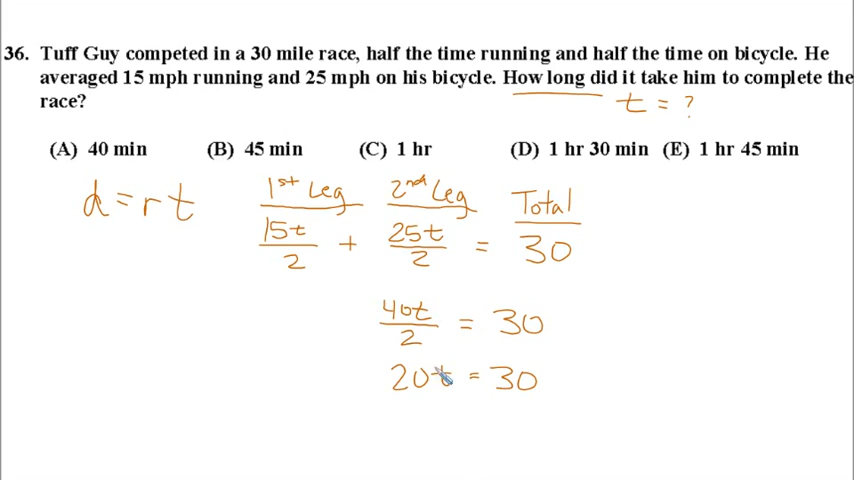 36. Tuff Guy competed in a 30 mile race, half the time running and half the time on bicycle. He
averaged 15 mph running and 25 mph on his bicycle. How long did it take him to complete the
race?
t = ?
(A) 40 min (B) 45 min (C) 1 hr (D) 1 hr 30 min (E) 1 hr 45 min
d = r t
1st Leg 2nd Leg Total
15t/2 + 25t/2 = 30
40t/2 = 30
20t = 30